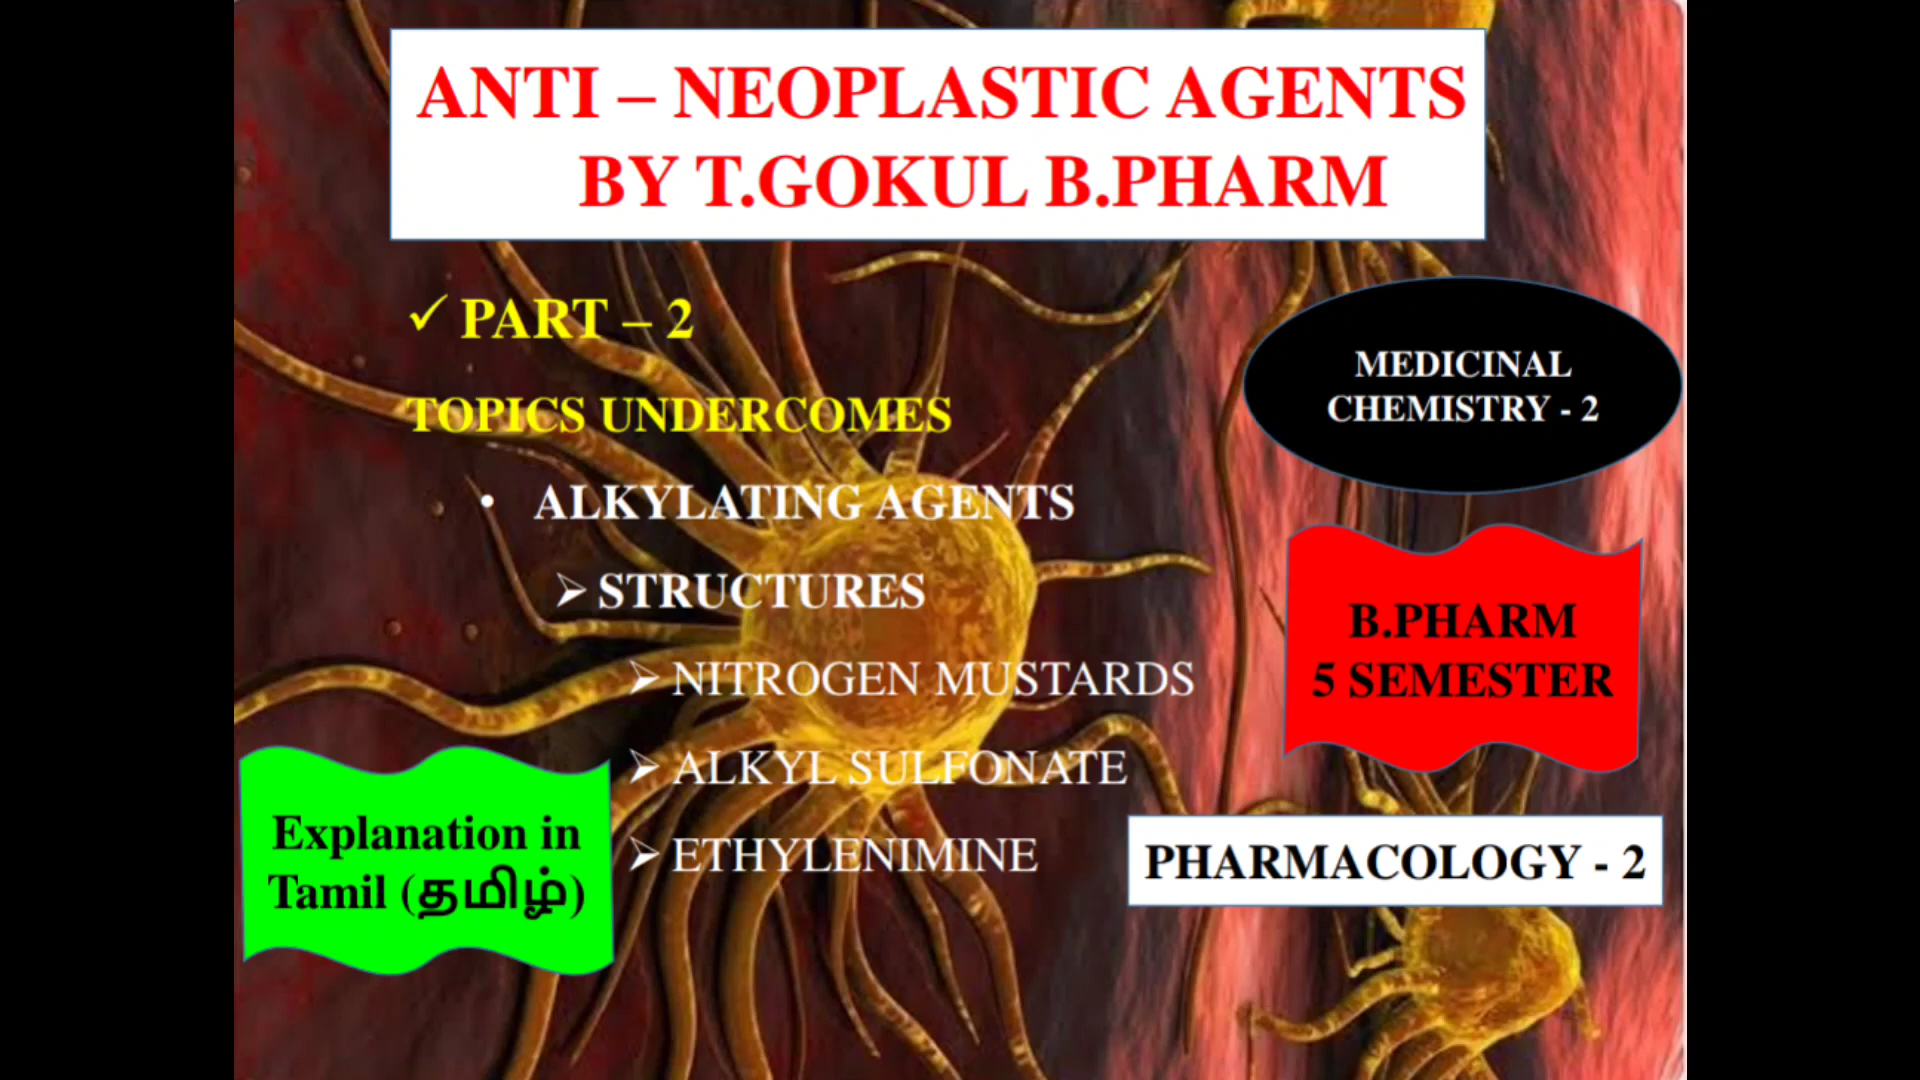 ANTI – NEOPLASTIC AGENTS
BY T.GOKUL B.PHARM
✓ PART – 2
TOPICS UNDERCOMES
• ALKYLATING AGENTS
➢ STRUCTURES
➢ NITROGEN MUSTARDS
➢ ALKYL SULFONATE
➢ ETHYLENIMINE
MEDICINAL
CHEMISTRY - 2
B.PHARM
5 SEMESTER
Explanation in
Tamil (தமிழ்)
PHARMACOLOGY - 2